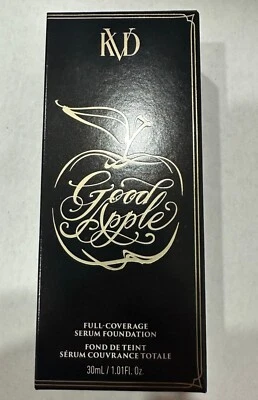 KVD
Good
Apple
FULL-COVERAGE
SERUM FOUNDATION
FOND DE TEINT
SÉRUM COUVRANCE TOTALE
30mL / 1.01Fl. Oz.